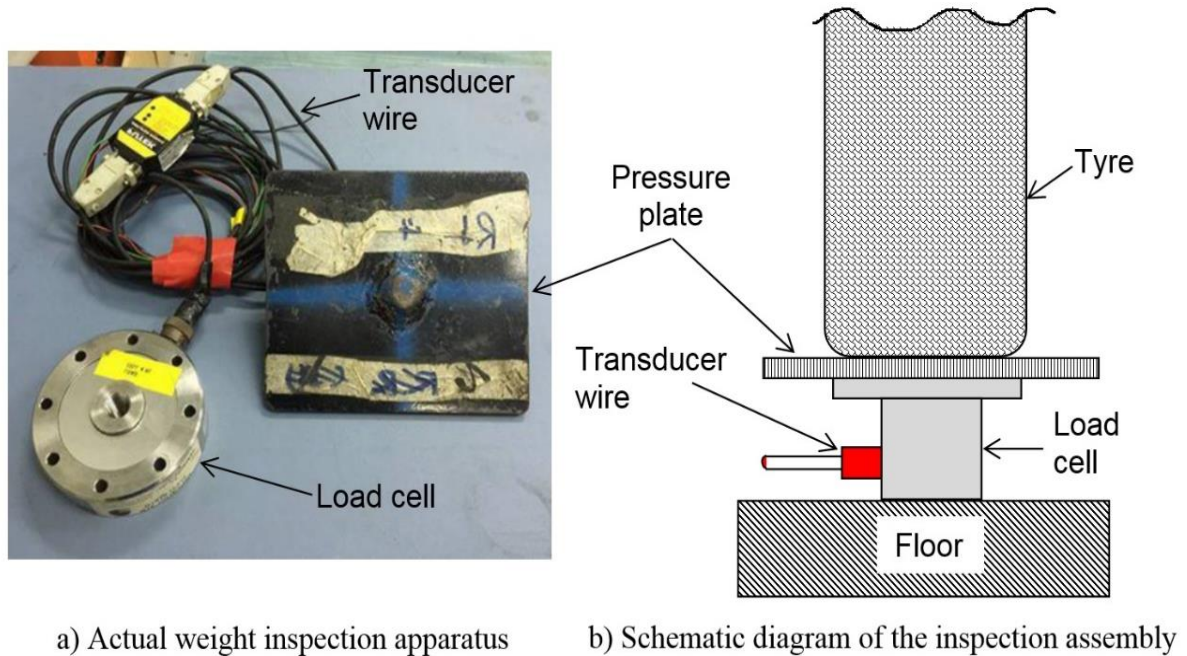 Transducer
wire
Pressure
plate
Tyre
Transducer
wire
Load
cell
Load cell
Floor
a) Actual weight inspection apparatus
b) Schematic diagram of the inspection assembly